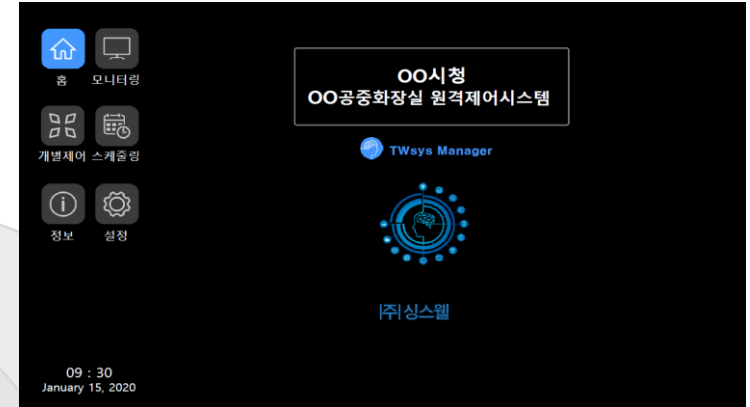 홈 모니터링
개별제어 스케줄링
정보 설정
09 : 30
January 15, 2020
OO시청
OO공중화장실 원격제어시스템
TWsys Manager
|주|싱스웰